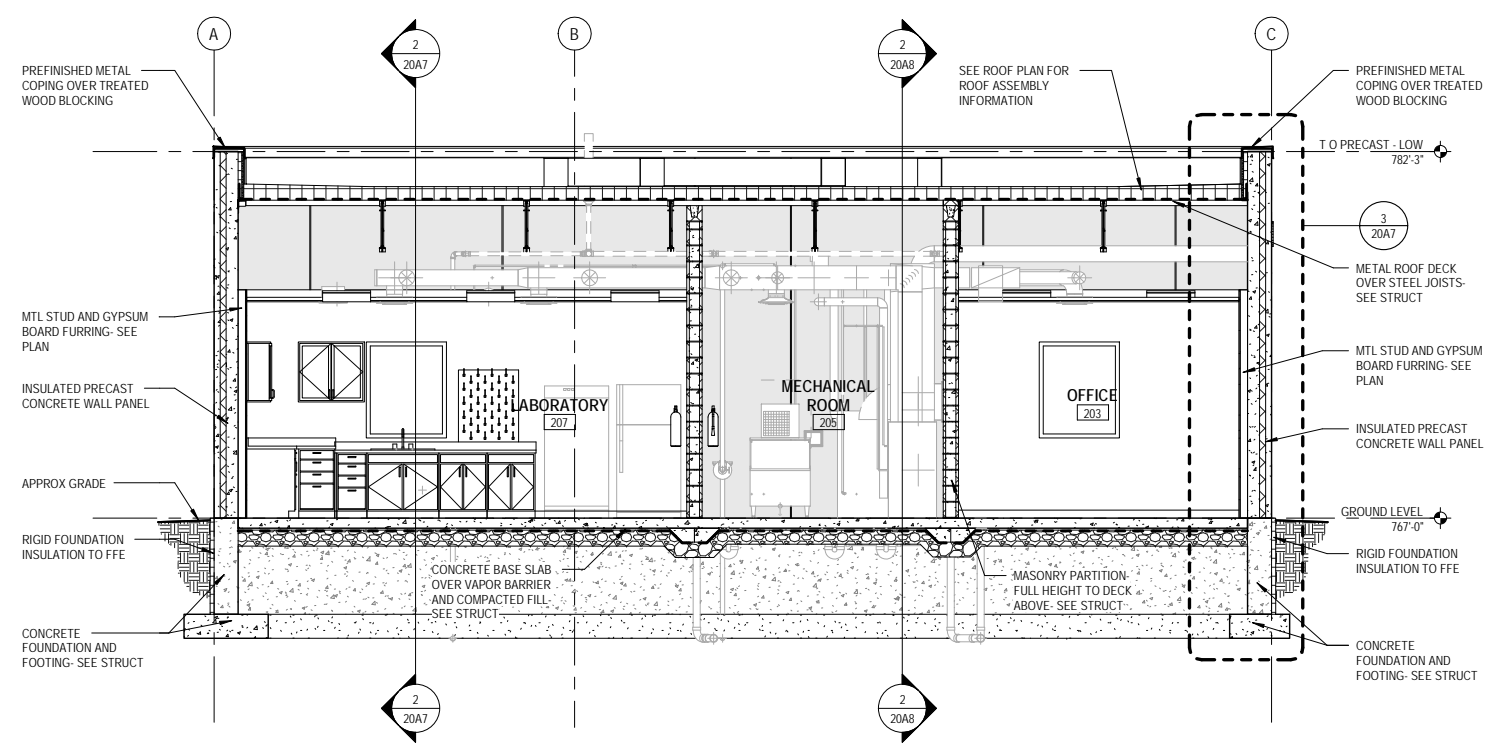 A
2
20A7
B
2
20A8
C
PREFINISHED METAL
COPING OVER TREATED
WOOD BLOCKING
SEE ROOF PLAN FOR
ROOF ASSEMBLY
INFORMATION
PREFINISHED METAL
COPING OVER TREATED
WOOD BLOCKING
T O PRECAST - LOW
782'-3"
3
20A7
METAL ROOF DECK
OVER STEEL JOISTS-
SEE STRUCT
MTL STUD AND GYPSUM
BOARD FURRING- SEE
PLAN
MTL STUD AND GYPSUM
BOARD FURRING- SEE
PLAN
INSULATED PRECAST
CONCRETE WALL PANEL
LABORATORY
207
MECHANICAL
ROOM
205
OFFICE
203
INSULATED PRECAST
CONCRETE WALL PANEL
APPROX GRADE
GROUND LEVEL
767'-0"
RIGID FOUNDATION
INSULATION TO FFE
CONCRETE BASE SLAB
OVER VAPOR BARRIER
AND COMPACTED FILL-
SEE STRUCT
MASONRY PARTITION-
FULL HEIGHT TO DECK
ABOVE- SEE STRUCT
RIGID FOUNDATION
INSULATION TO FFE
CONCRETE
FOUNDATION AND
FOOTING- SEE STRUCT
CONCRETE
FOUNDATION AND
FOOTING- SEE STRUCT
2
20A7
2
20A8